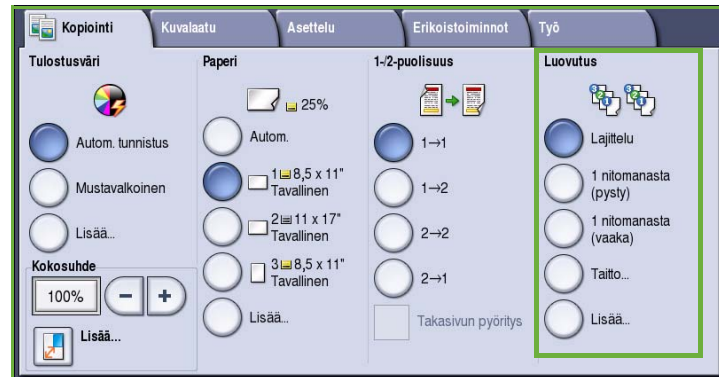 Kopiointi
Kuvalaatu
Asettelu
Erikoistoiminnot
Työ
Tulostusväri
Autom. tunnistus
Mustavalkoinen
Lisää...
Kokosuhde
100%
Lisää...
Paperi
25%
Autom.
1 8,5 x 11"
Tavallinen
2 11 x 17"
Tavallinen
3 8,5 x 11"
Tavallinen
Lisää...
1-/2-puolisuus
1→1
1→2
2→2
2→1
Takasivun pyöritys
Luovutus
Lajittelu
1 nitomanasta
(pysty)
1 nitomanasta
(vaaka)
Taitto...
Lisää...